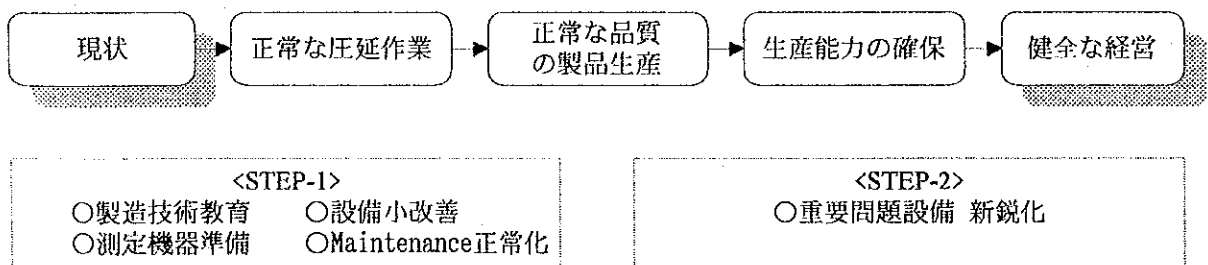 現状
正常な圧延作業
正常な品質
の製品生産
生産能力の確保
健全な経営
<STEP-1>
○製造技術教育 ○設備小改善
○測定機器準備 ○Maintenance正常化
<STEP-2>
○重要問題設備 新鋭化